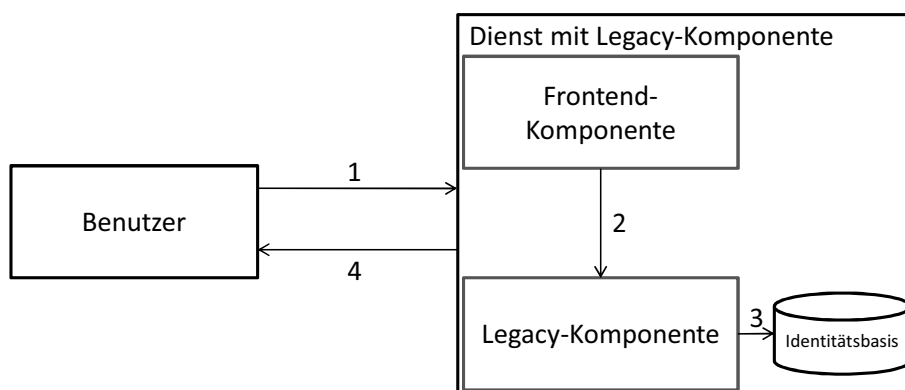 Dienst mit Legacy-Komponente
Frontend-
Komponente
1
Benutzer
2
4
Legacy-Komponente
3
Identitätsbasis